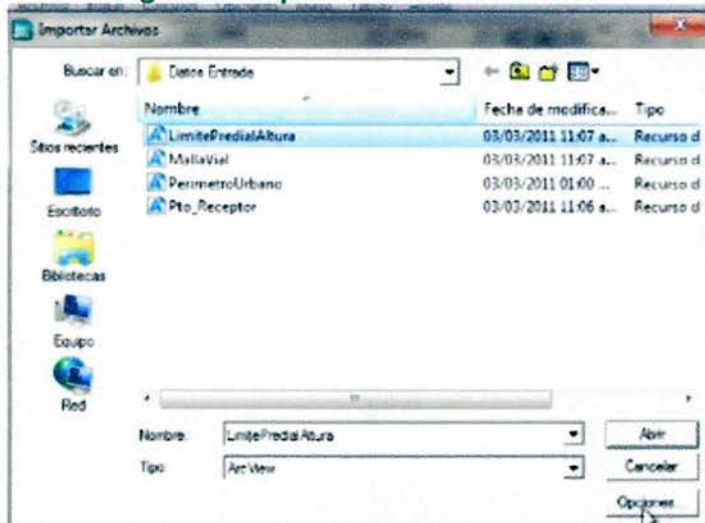 Importar Archivos
Buscar en: Datos Entrada
Nombre Fecha de modifica... Tipo
LimitePredialAltura 03/03/2011 11:07 a... Recurso d
MallaVial 03/03/2011 11:07 a... Recurso d
PerimetroUrbano 03/03/2011 01:00 ... Recurso d
Pto_Receptor 03/03/2011 11:06 a... Recurso d
Sitios recientes
Escritorio
Bibliotecas
Equipo
Red
Nombre: LimitePredialAltura Abrir
Tipo: ArcView Cancelar
Opciones...